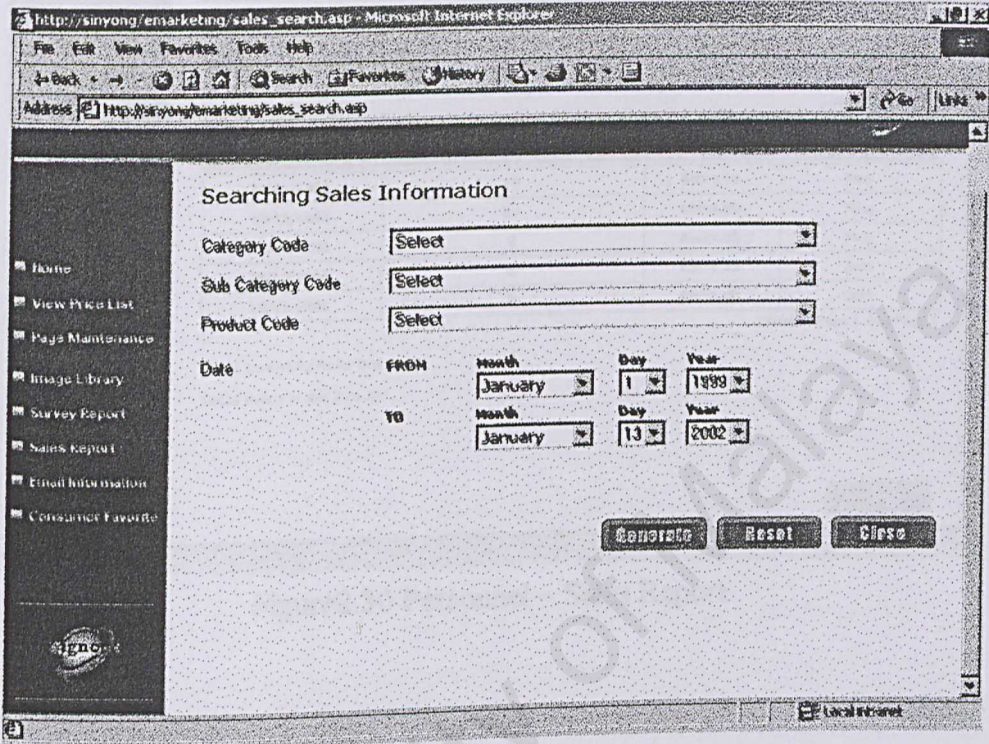 http://sinyong/emarketing/sales_search.asp - Microsoft Internet Explorer
File Edit View Favorites Tools Help
Back Search Favorites History
Address http://sinyong/emarketing/sales_search.asp Go Links »
Searching Sales Information
Category Code Select
Sub Category Code Select
Product Code Select
Date FROM Month Day Year
January 1 1999
TO Month Day Year
January 13 2002
Home
View Price List
Page Maintenance
Image Library
Survey Report
Sales Report
Email Information
Consumer Favorite
Generate Reset Close
Local intranet
of Malaya